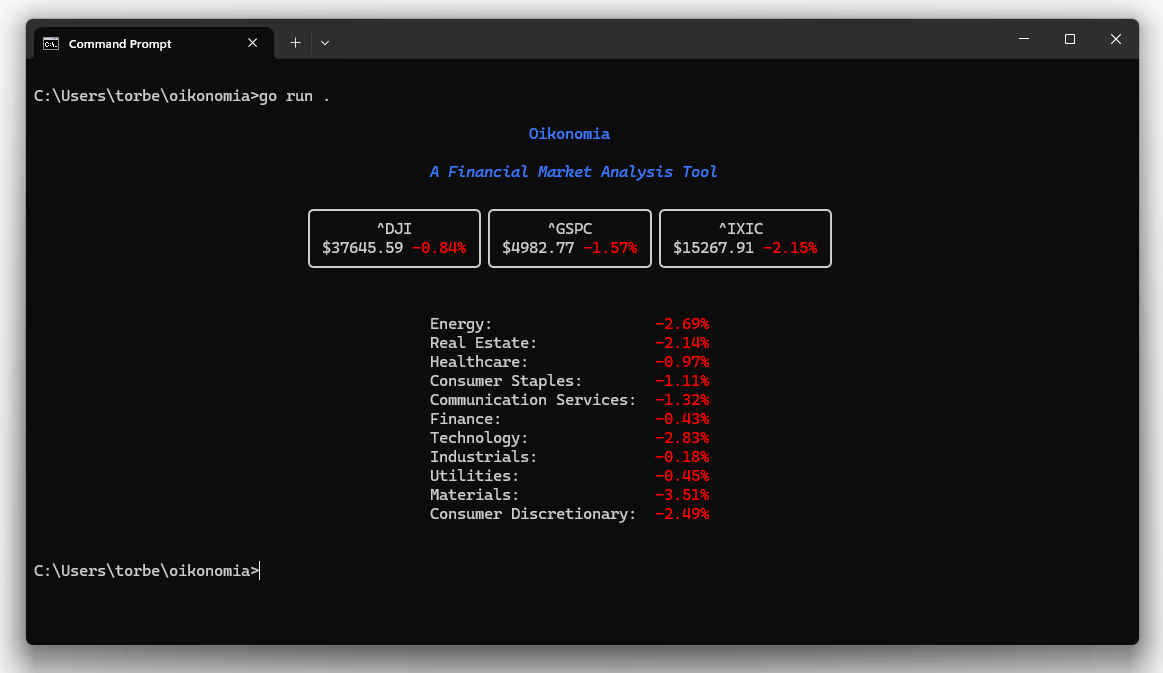 Command Prompt
C:\Users\torbe\oikonomia>go run .
Oikonomia
A Financial Market Analysis Tool
^DJI ^GSPC ^IXIC
$37645.59 -0.84% $4982.77 -1.57% $15267.91 -2.15%
Energy: -2.69%
Real Estate: -2.14%
Healthcare: -0.97%
Consumer Staples: -1.11%
Communication Services: -1.32%
Finance: -0.43%
Technology: -2.83%
Industrials: -0.18%
Utilities: -0.45%
Materials: -3.51%
Consumer Discretionary: -2.49%
C:\Users\torbe\oikonomia>